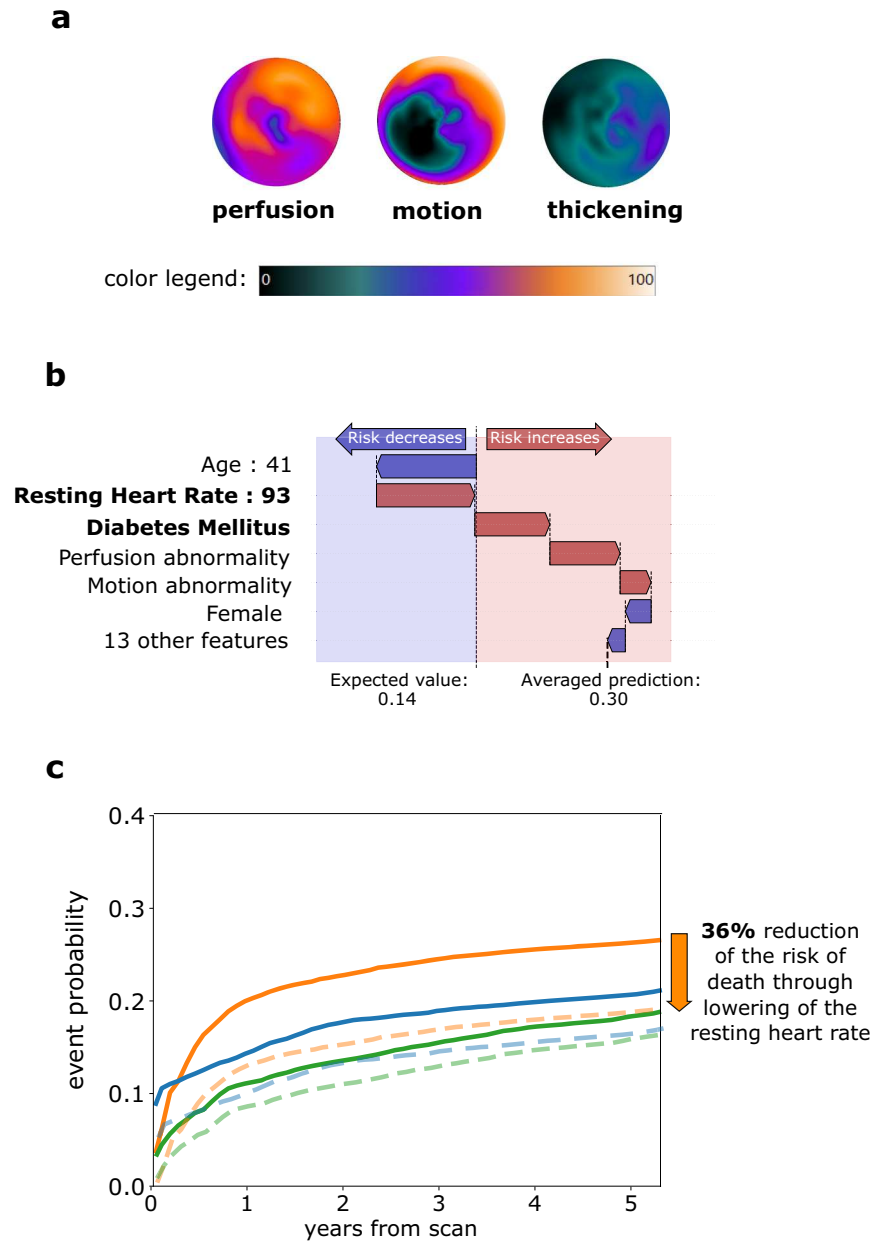 a
perfusion
motion
thickening
color legend:
0
100
b
Risk decreases
Risk increases
Age : 41
Resting Heart Rate : 93
Diabetes Mellitus
Perfusion abnormality
Motion abnormality
Female
13 other features
Expected value:
0.14
Averaged prediction:
0.30
c
0.4
0.3
0.2
0.1
0.0
event probability
0
1
2
3
4
5
years from scan
36% reduction
of the risk of
death through
lowering of the
resting heart rate